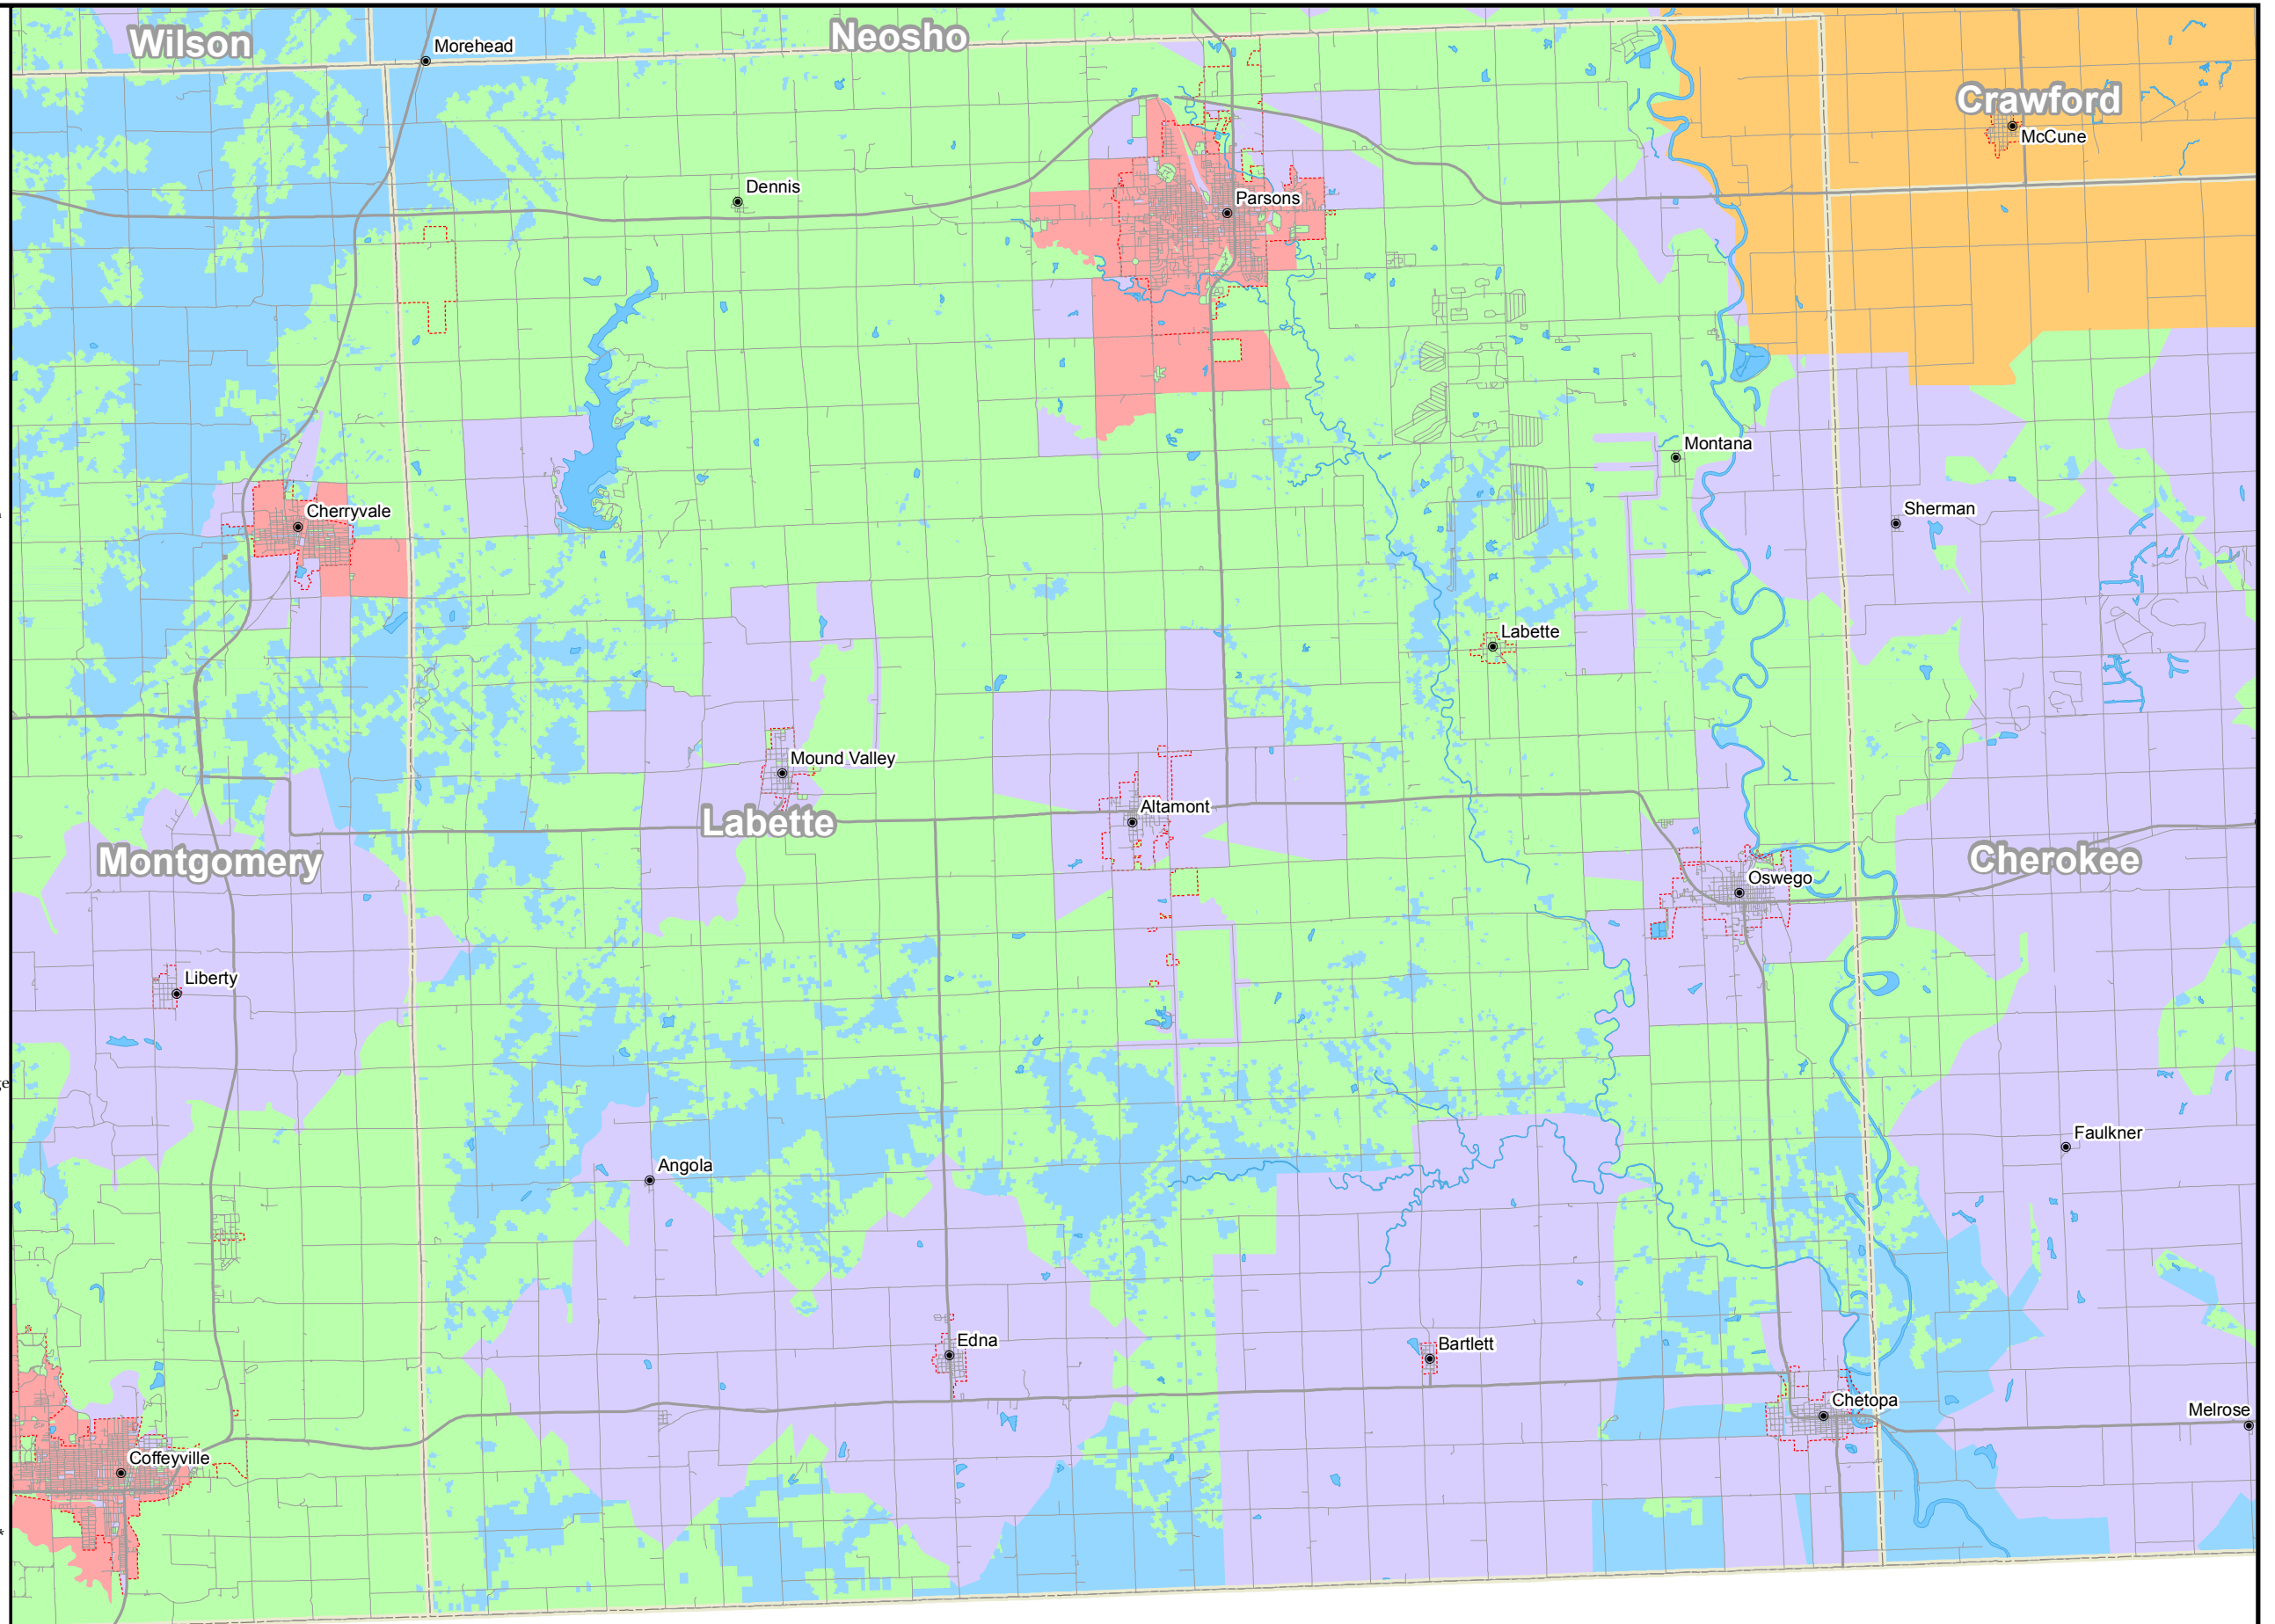 Wilson
Morehead
Neosho
Crawford
McCune
Dennis
Parsons
Montana
Cherryvale
Sherman
Labette
Mound Valley
Altamont
Labette
Montgomery
Cherokee
Oswego
Liberty
Faulkner
Angola
Edna
Bartlett
Chetopa
Melrose
Coffeyville
*